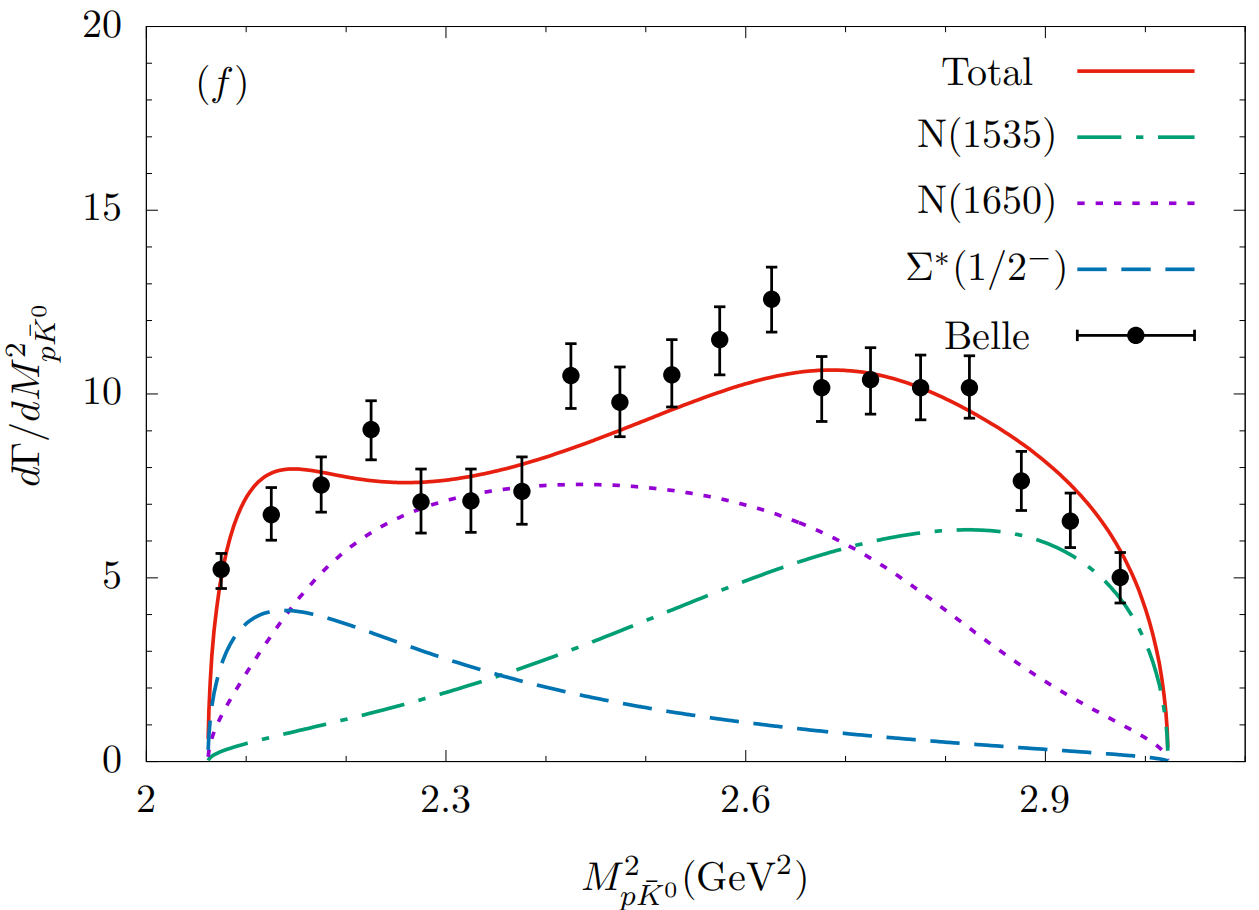 20
15
10
5
0
(f)
Total
N(1535)
N(1650)
Σ*(1/2⁻)
Belle
dΓ/dM²_{pK̄⁰}
2
2.3
2.6
2.9
M²_{pK̄⁰}(GeV²)